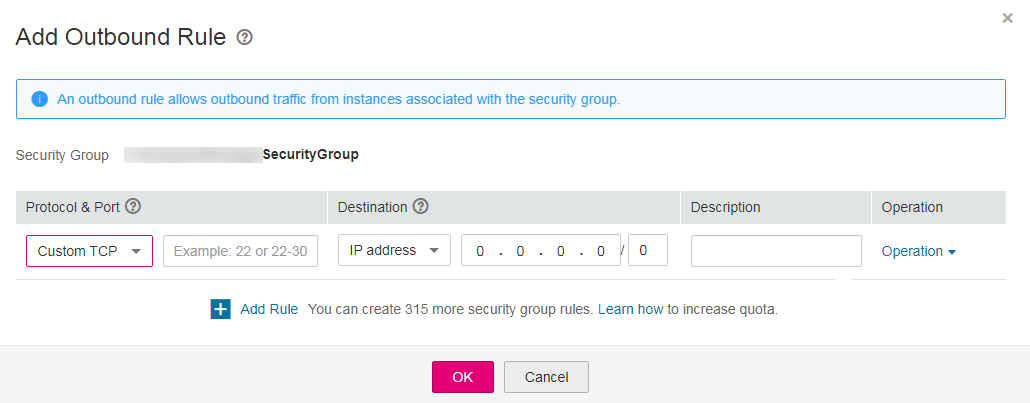 Add Outbound Rule ?
i An outbound rule allows outbound traffic from instances associated with the security group.
Security Group SecurityGroup
Protocol & Port ? Destination ? Description Operation
Custom TCP Example: 22 or 22-30 IP address 0 . 0 . 0 . 0 / 0 Operation
Add Rule You can create 315 more security group rules. Learn how to increase quota.
OK Cancel